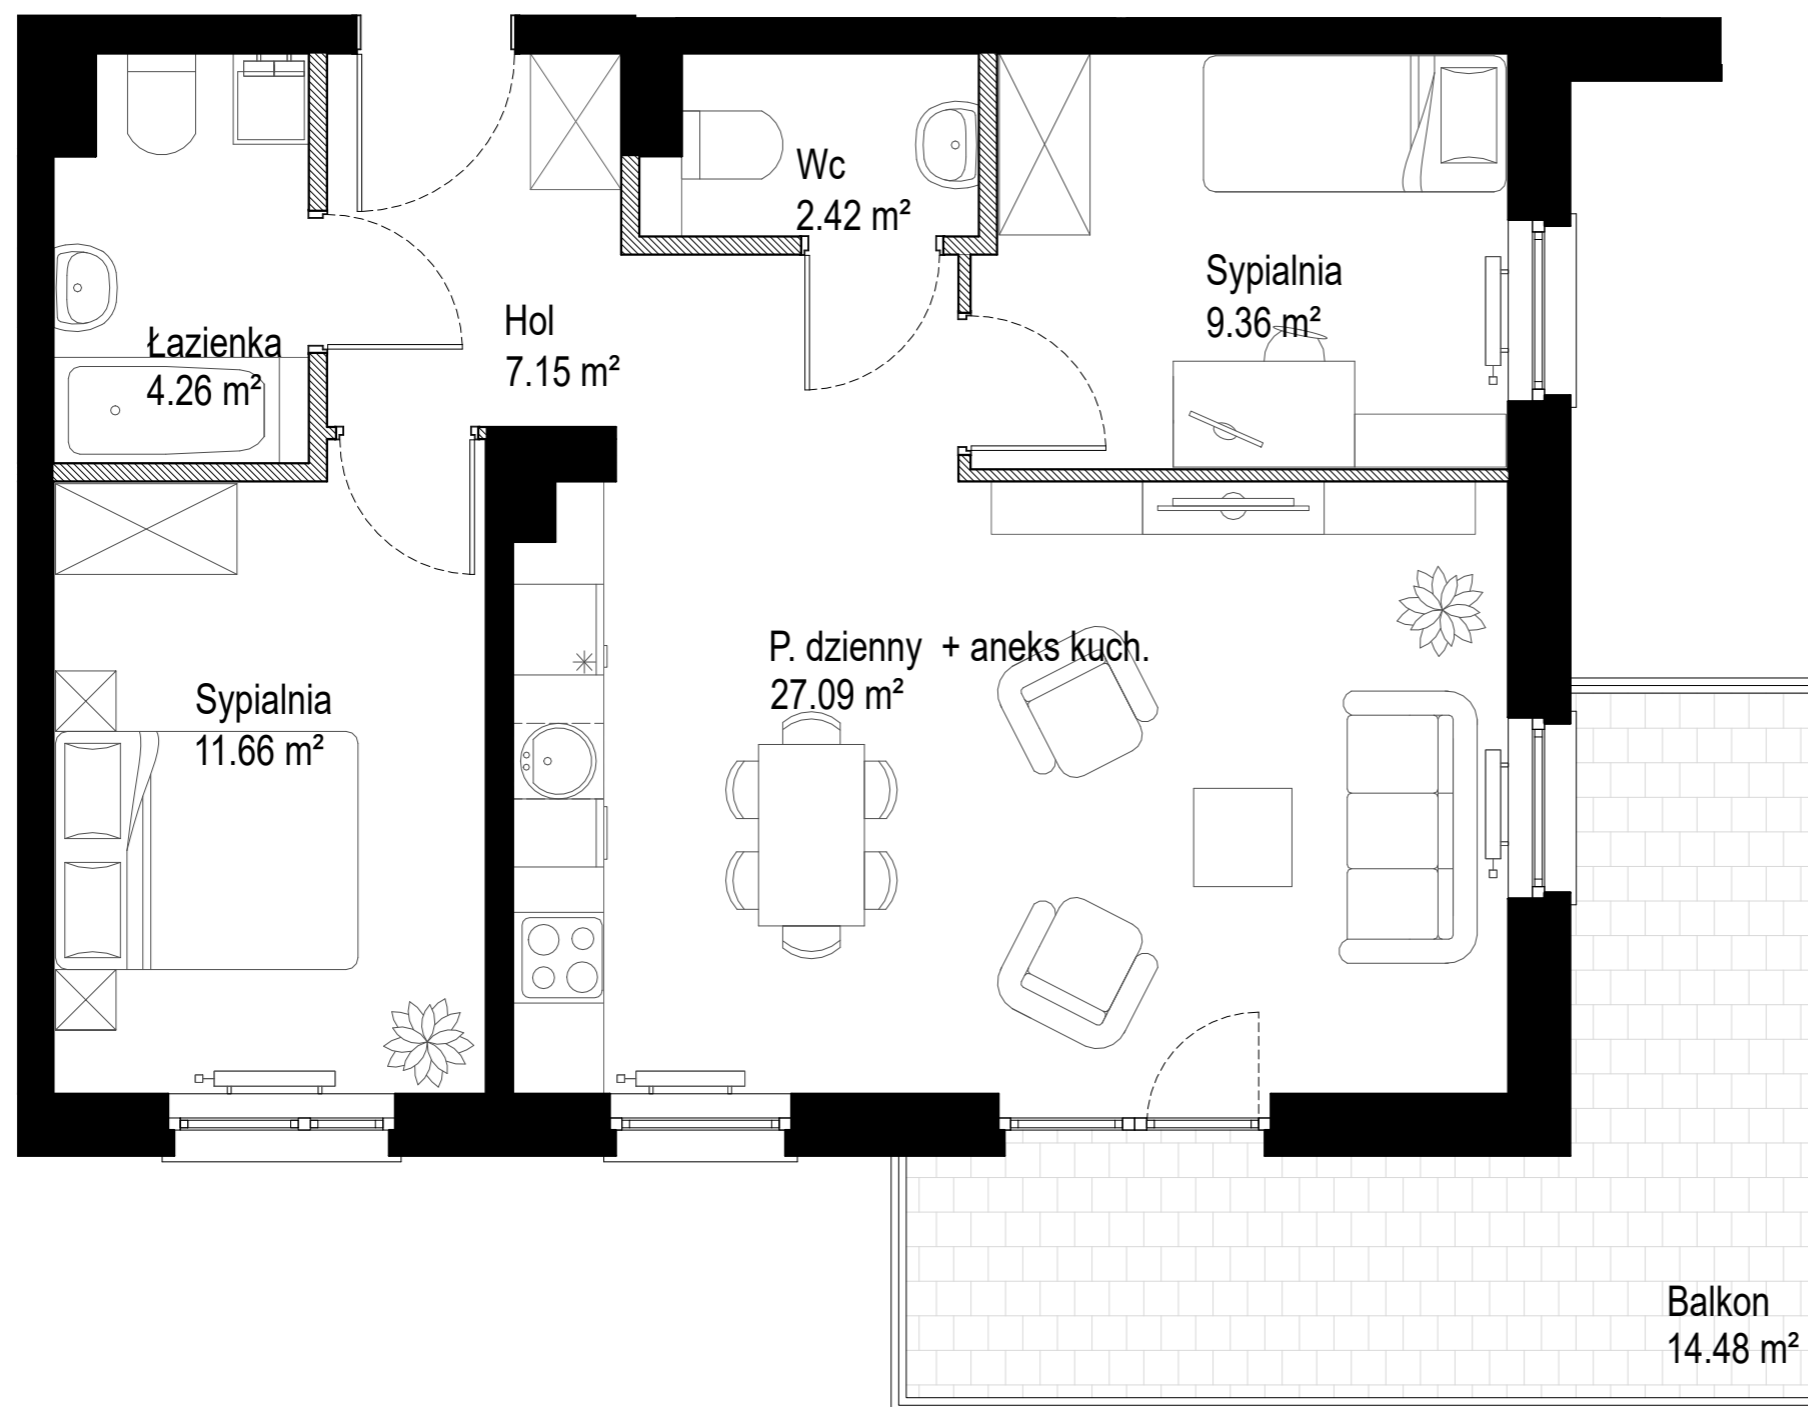 Wc
2.42 m²
Sypialnia
9.36 m²
Hol
7.15 m²
Łazienka
4.26 m²
P. dzienny + aneks kuch.
27.09 m²
Sypialnia
11.66 m²
Balkon
14.48 m²